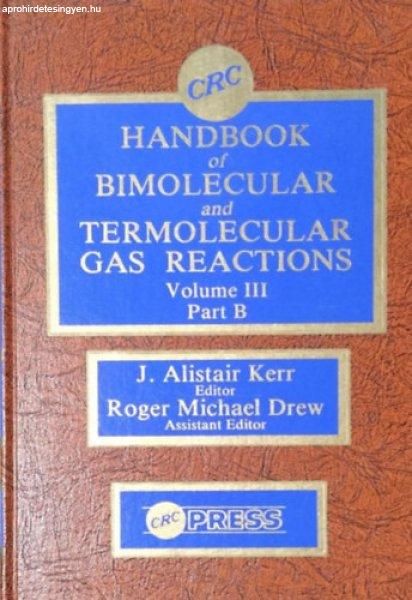 aprohirdetesingyen.hu
CRC
HANDBOOK
of
BIMOLECULAR
and
TERMOLECULAR
GAS REACTIONS
Volume III
Part B
J. Alistair Kerr
Editor
Roger Michael Drew
Assistant Editor
CRC PRESS